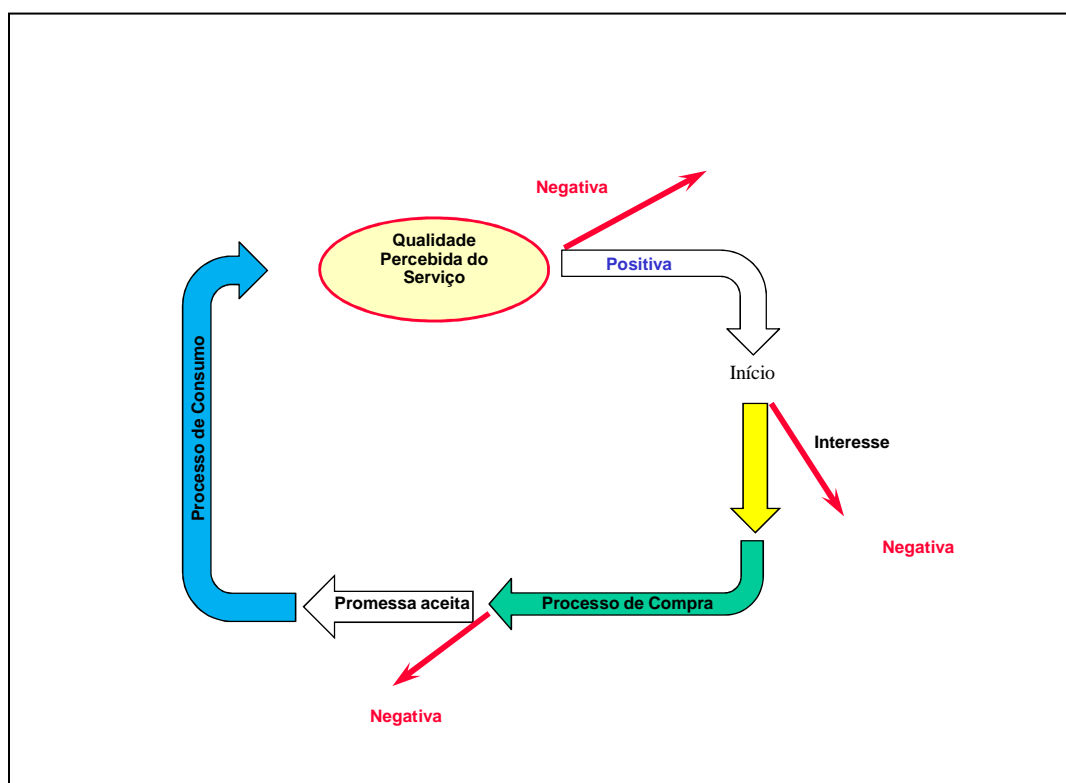 Negativa
Qualidade
Percebida do
Serviço
Positiva
Início
Interesse
Negativa
Processo de Compra
Promessa aceita
Negativa
Processo de Consumo